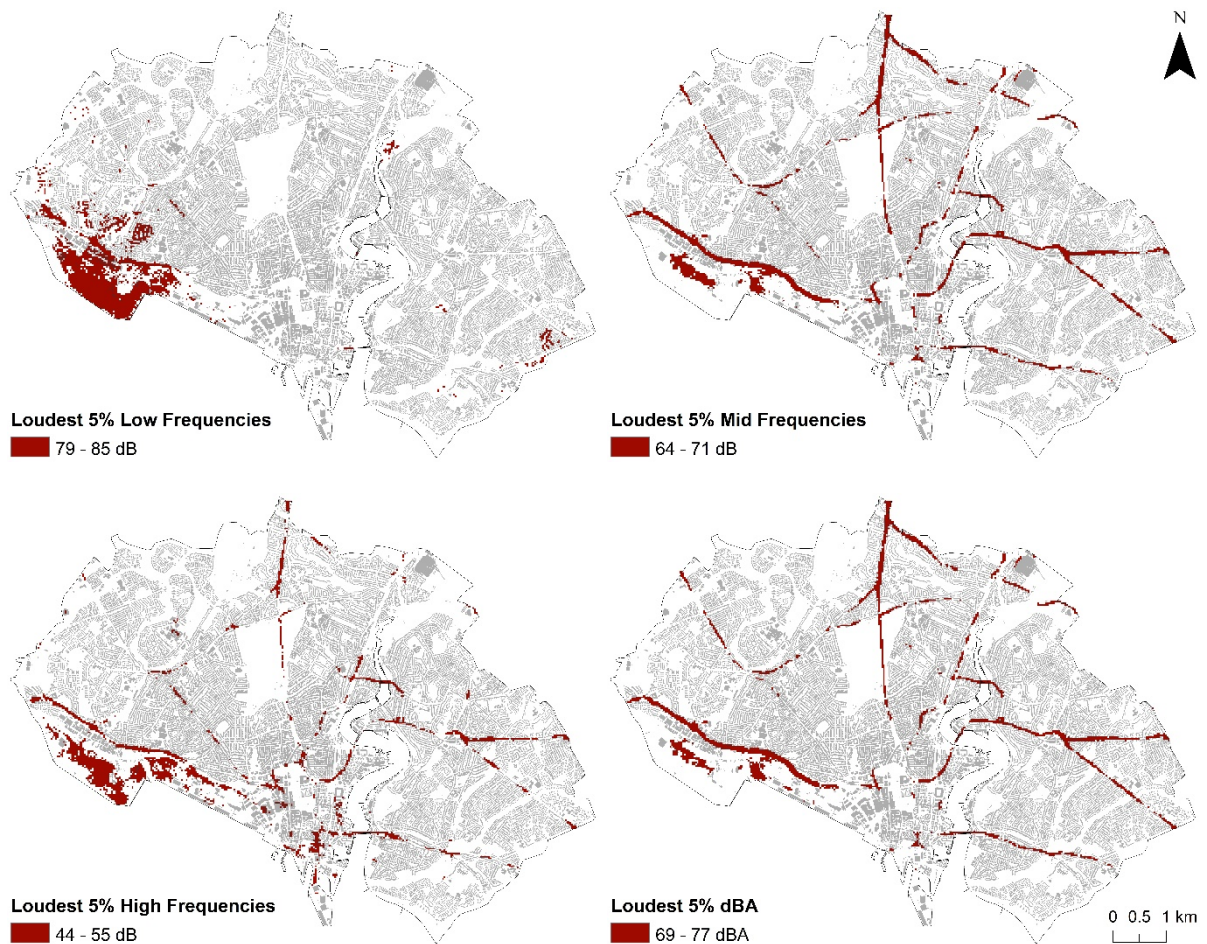 N
Loudest 5% Low Frequencies
79 - 85 dB
Loudest 5% Mid Frequencies
64 - 71 dB
Loudest 5% High Frequencies
44 - 55 dB
Loudest 5% dBA
69 - 77 dBA
0 0.5 1 km